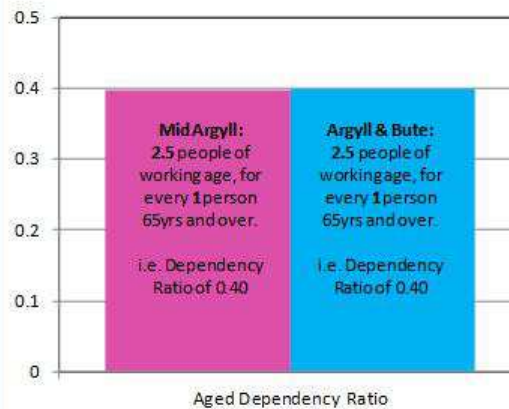 0.5
0.4
0.3
0.2
0.1
0
Mid Argyll:
2.5 people of
working age, for
every 1 person
65yrs and over.
i.e. Dependency
Ratio of 0.40
Argyll & Bute:
2.5 people of
working age, for
every 1 person
65yrs and over.
i.e. Dependency
Ratio of 0.40
Aged Dependency Ratio